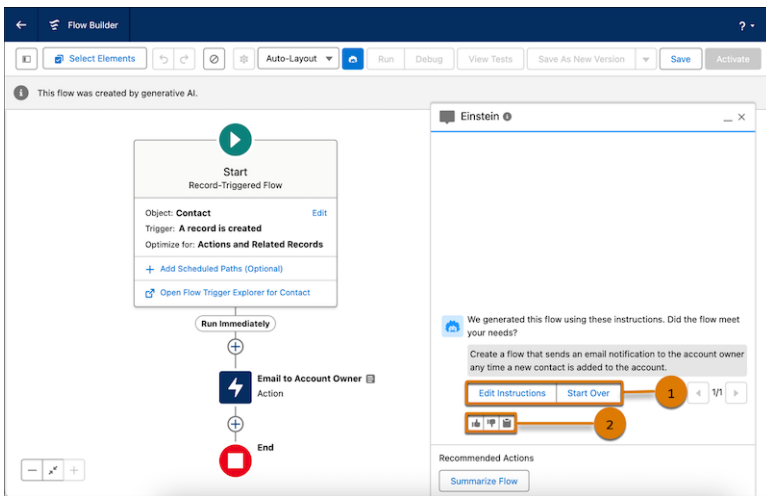 Flow Builder
?
Select Elements
Auto-Layout
Run
Debug
View Tests
Save As New Version
Save
Activate
This flow was created by generative AI.
Start
Record-Triggered Flow
Object: Contact
Edit
Trigger: A record is created
Optimize for: Actions and Related Records
+ Add Scheduled Paths (Optional)
Open Flow Trigger Explorer for Contact
Run Immediately
Email to Account Owner
Action
End
Einstein
We generated this flow using these instructions. Did the flow meet
your needs?
Create a flow that sends an email notification to the account owner
any time a new contact is added to the account.
Edit Instructions
Start Over
1
1/1
2
Recommended Actions
Summarize Flow